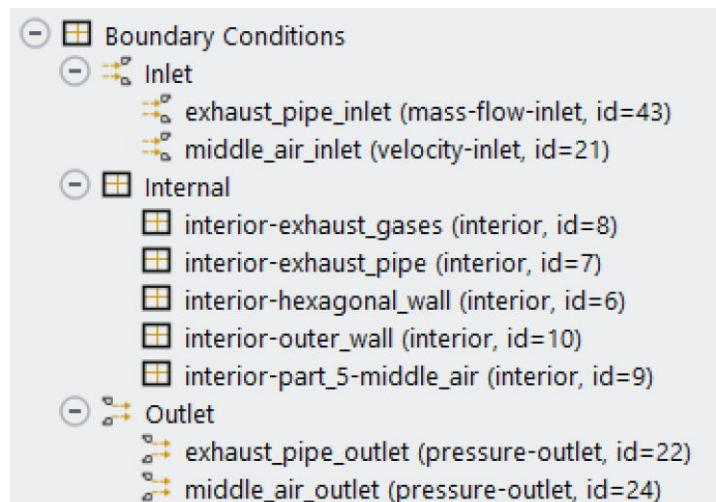 Boundary Conditions
Inlet
exhaust_pipe_inlet (mass-flow-inlet, id=43)
middle_air_inlet (velocity-inlet, id=21)
Internal
interior-exhaust_gases (interior, id=8)
interior-exhaust_pipe (interior, id=7)
interior-hexagonal_wall (interior, id=6)
interior-outer_wall (interior, id=10)
interior-part_5-middle_air (interior, id=9)
Outlet
exhaust_pipe_outlet (pressure-outlet, id=22)
middle_air_outlet (pressure-outlet, id=24)